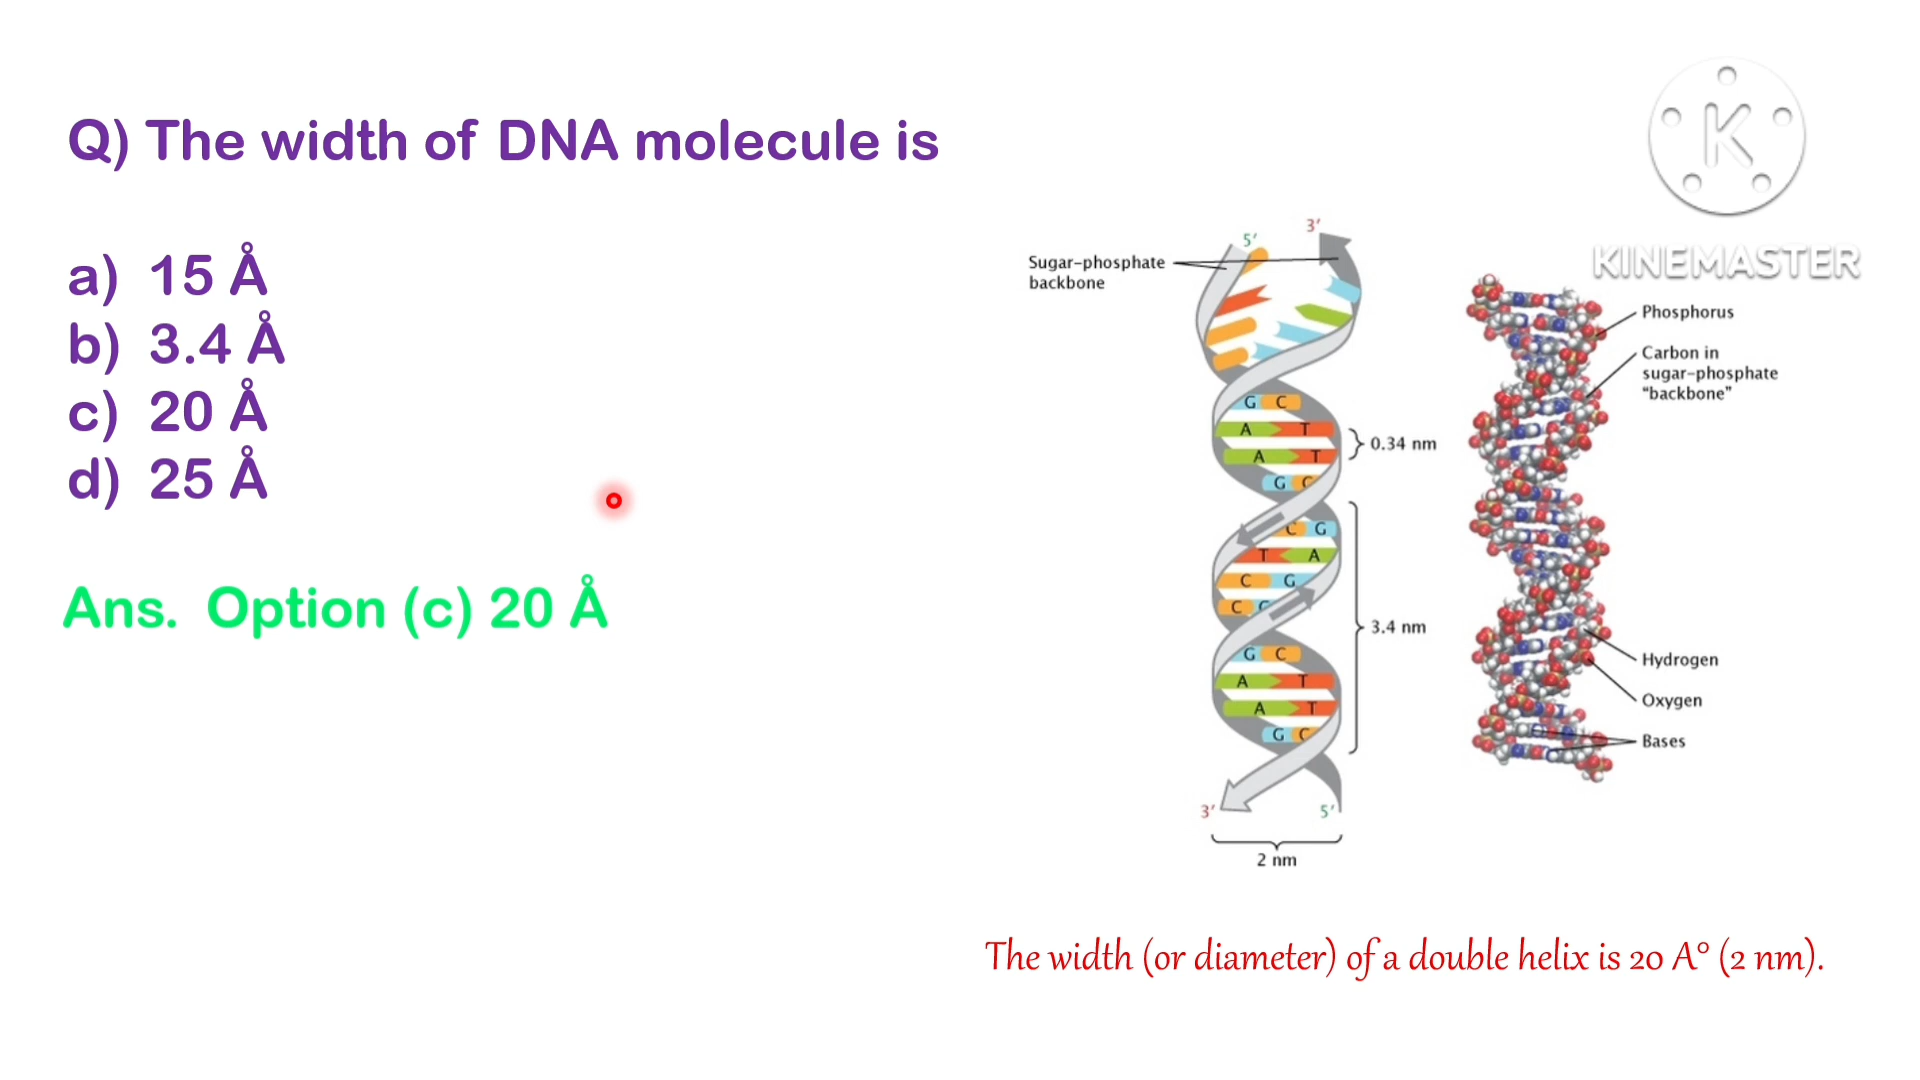 Q) The width of DNA molecule is
a) 15 Å
b) 3.4 Å
c) 20 Å
d) 25 Å
Ans. Option (c) 20 Å
K
KINEMASTER
5′
3′
Sugar-phosphate
backbone
G C
A T
A T
G C
0.34 nm
C G
T A
C G
C G
3.4 nm
G C
A T
A T
G C
3′
5′
2 nm
Phosphorus
Carbon in
sugar-phosphate
“backbone”
Hydrogen
Oxygen
Bases
The width (or diameter) of a double helix is 20 A° (2 nm).